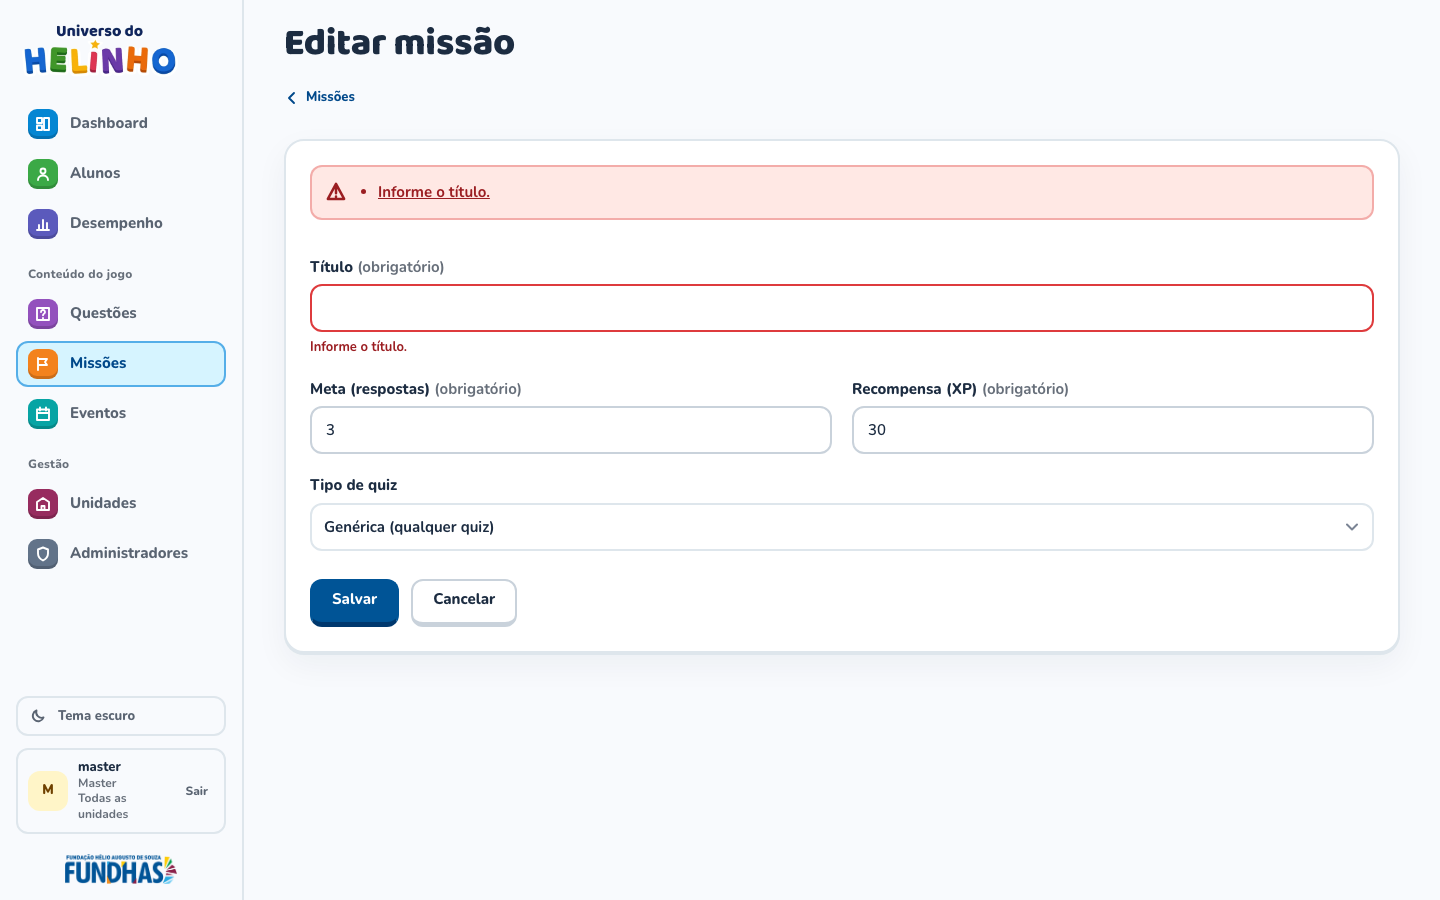 Universo do
HELINHO
Dashboard
Alunos
Desempenho
Conteúdo do jogo
Questões
Missões
Eventos
Gestão
Unidades
Administradores
Tema escuro
M
master
Master
Todas as
unidades
Sair
FUNDAÇÃO HÉLIO AUGUSTO DE SOUZA
FUNDHAS
Editar missão
Missões
• Informe o título.
Título (obrigatório)
Informe o título.
Meta (respostas) (obrigatório)
3
Recompensa (XP) (obrigatório)
30
Tipo de quiz
Genérica (qualquer quiz)
Salvar
Cancelar